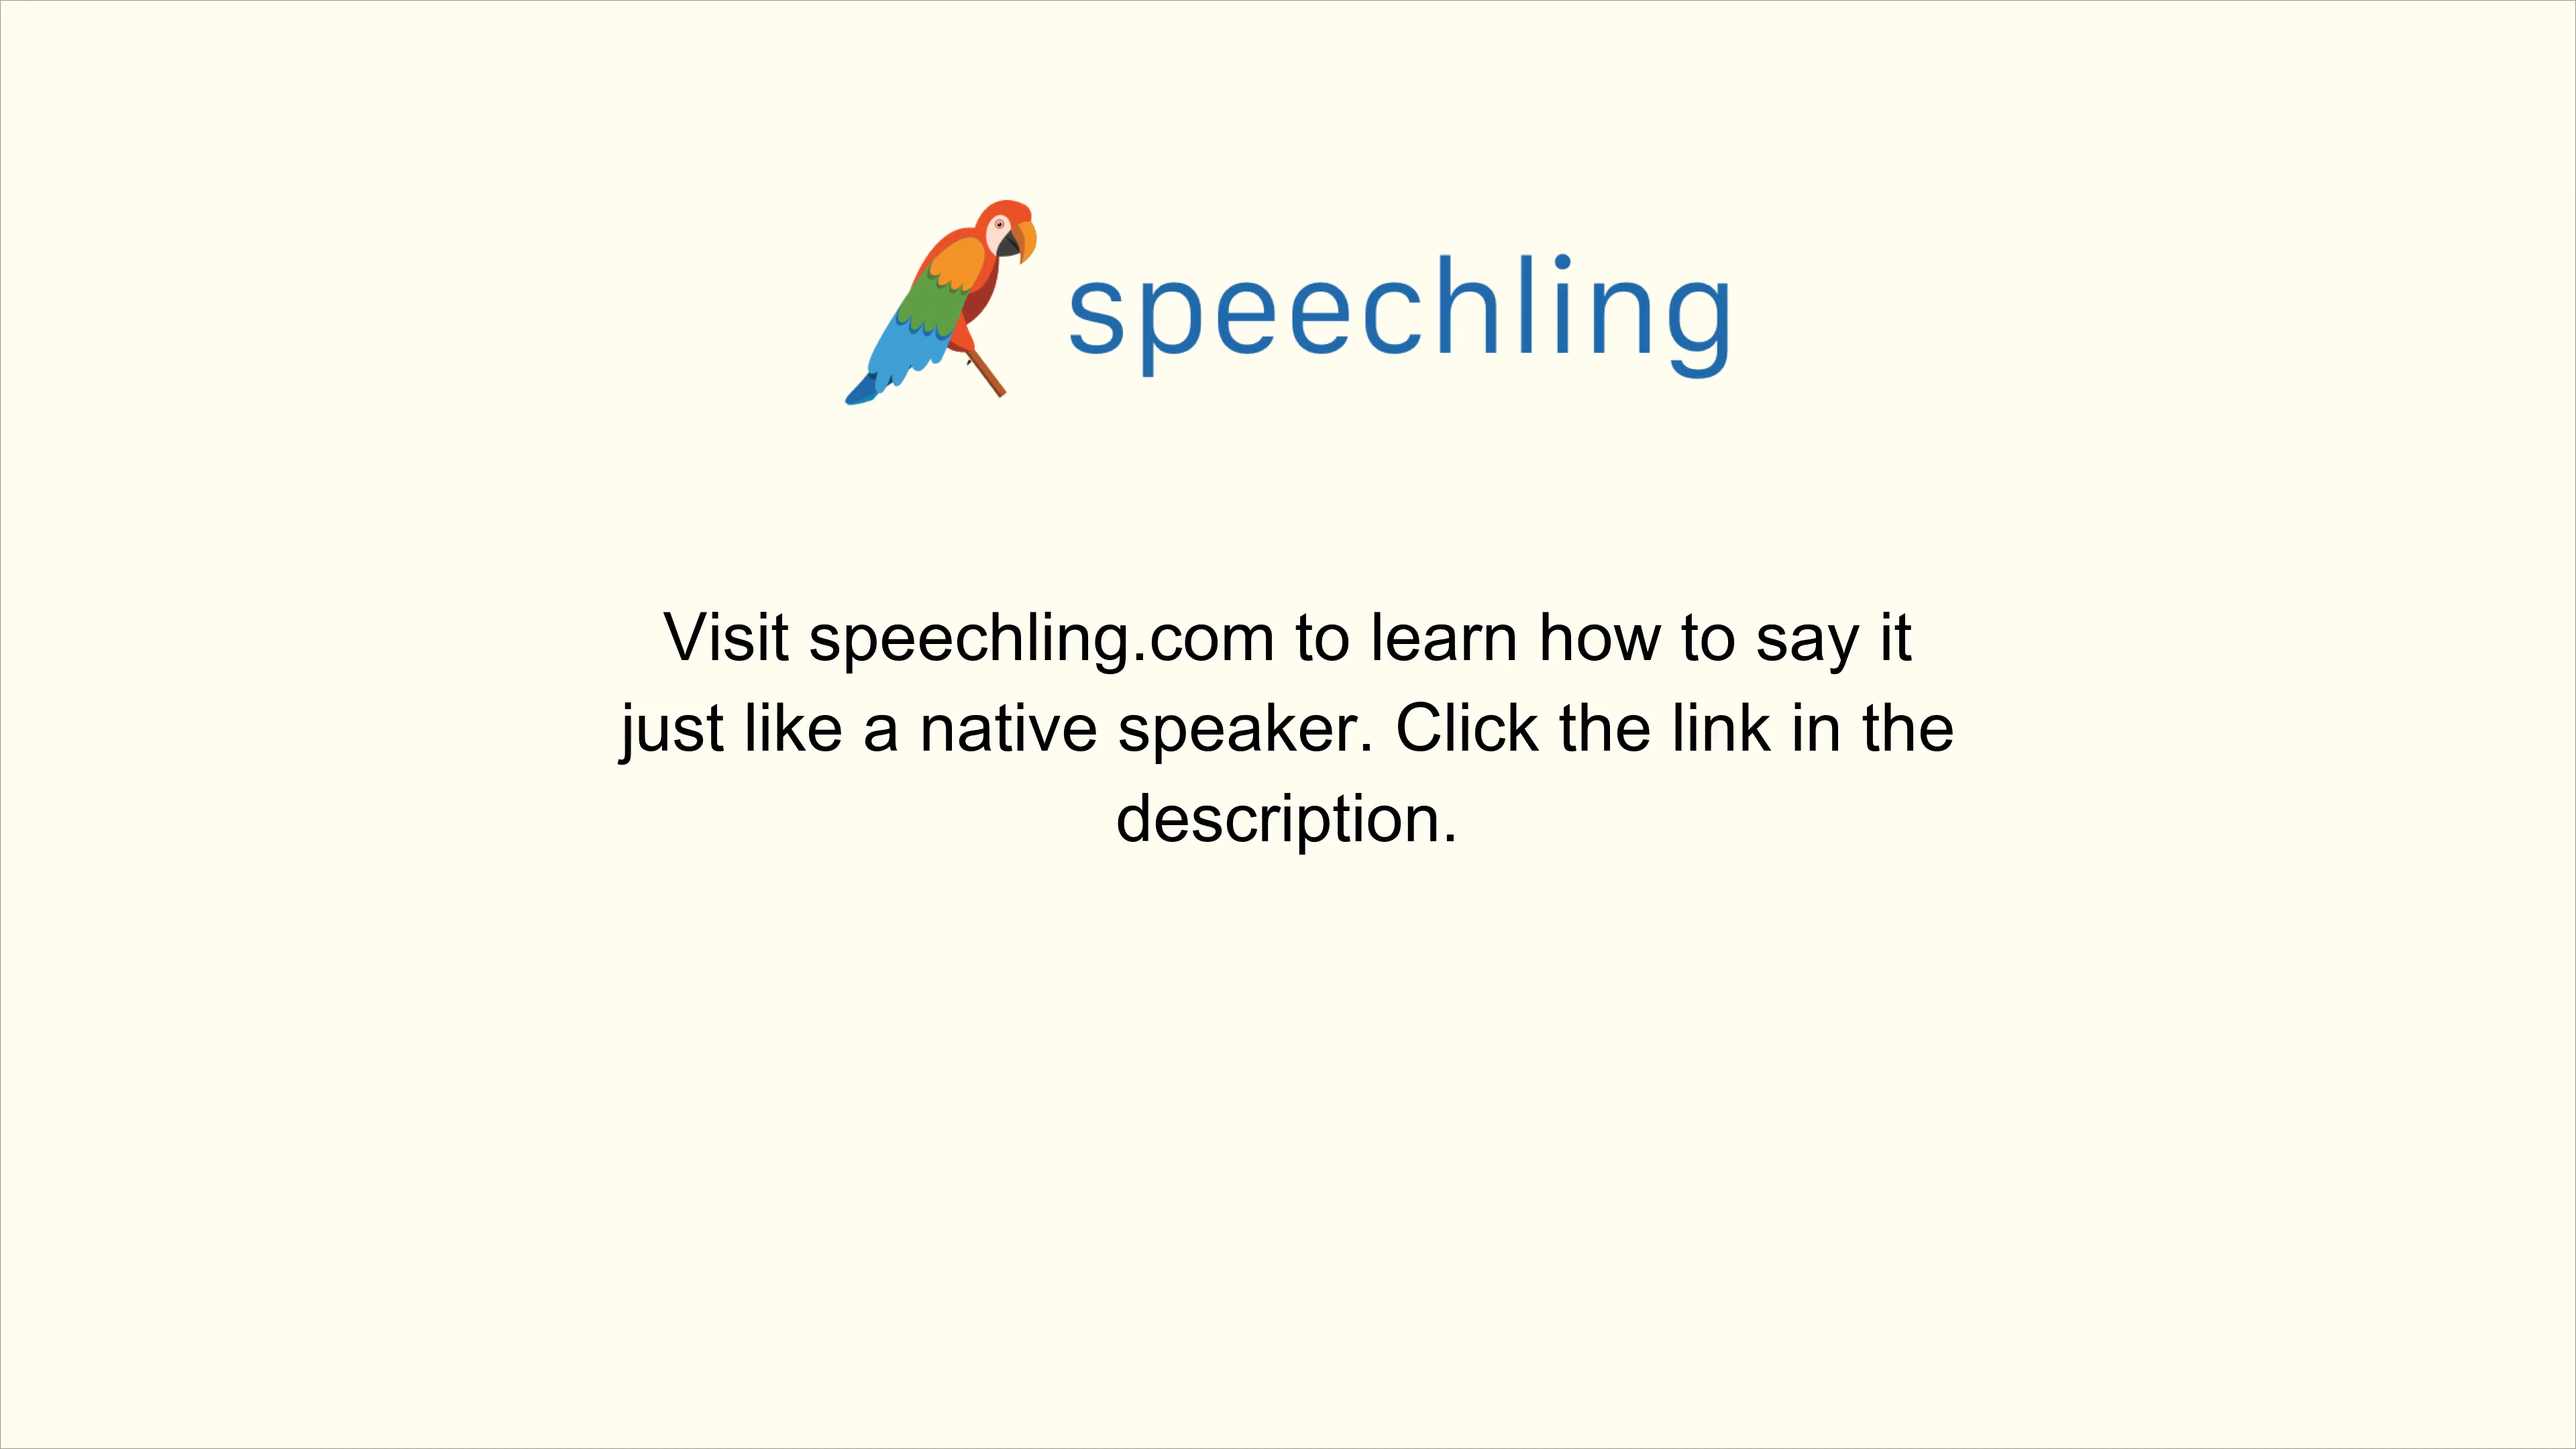 speechling
Visit speechling.com to learn how to say it
just like a native speaker. Click the link in the
description.